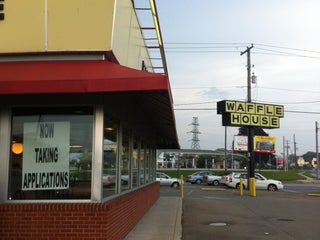 NOW
TAKING
APPLICATIONS
WAFFLE
HOUSE